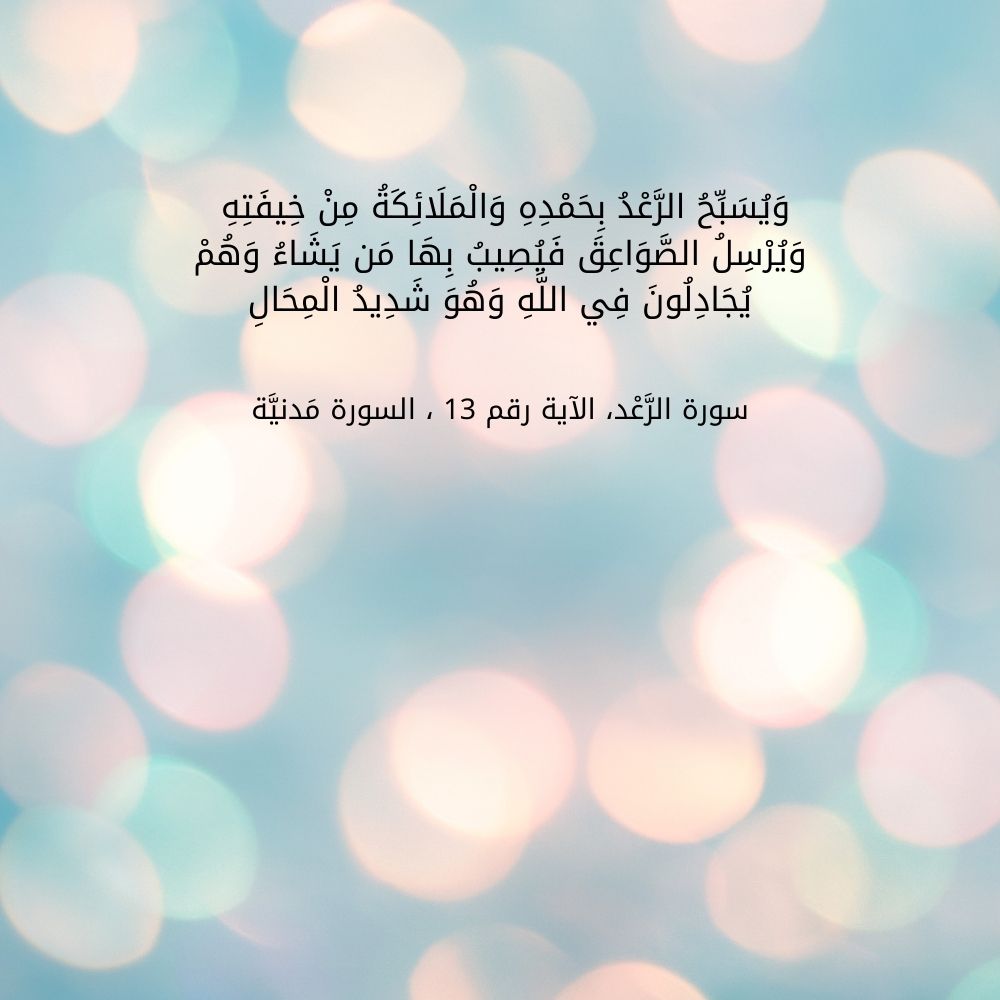 وَيُسَبِّحُ الرَّعْدُ بِحَمْدِهِ وَالْمَلَائِكَةُ مِنْ خِيفَتِهِ
وَيُرْسِلُ الصَّوَاعِقَ فَيُصِيبُ بِهَا مَن يَشَاءُ وَهُمْ
يُجَادِلُونَ فِي اللَّهِ وَهُوَ شَدِيدُ الْمِحَالِ
سورة الرَّعْد، الآية رقم 13 ، السورة مَدنيَّة